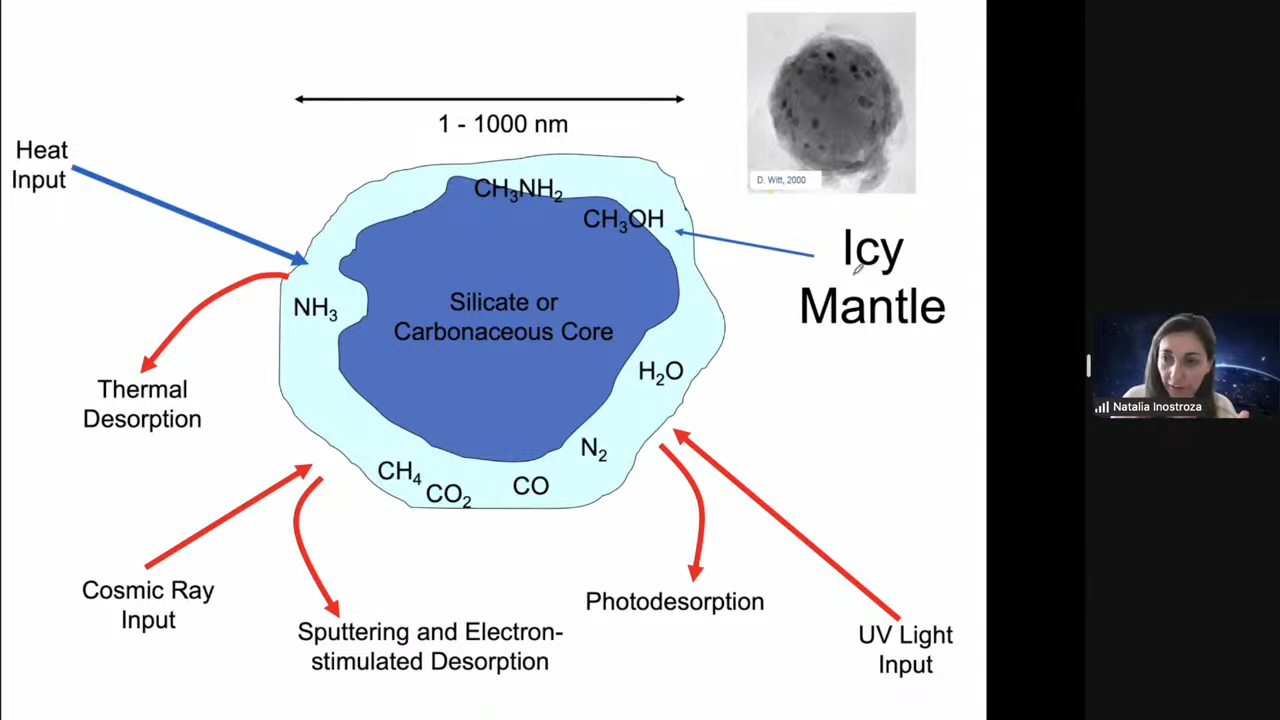 1 - 1000 nm
D. Witt, 2000
Heat
Input
CH₃NH₂
CH₃OH
Icy
Mantle
NH₃
Silicate or
Carbonaceous Core
H₂O
Thermal
Desorption
N₂
CH₄
CO₂
CO
Cosmic Ray
Input
Sputtering and Electron-
stimulated Desorption
Photodesorption
UV Light
Input
Natalia Inostroza